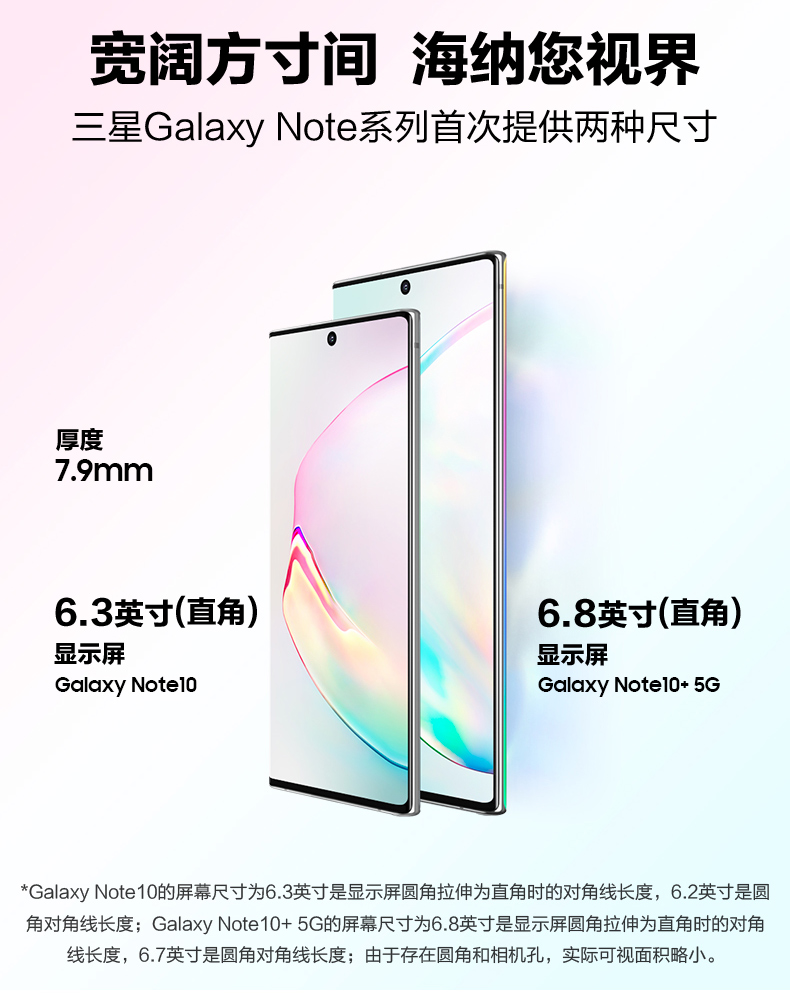 宽阔方寸间 海纳您视界
三星Galaxy Note系列首次提供两种尺寸
厚度
7.9mm
6.3英寸(直角)
显示屏
Galaxy Note10
6.8英寸(直角)
显示屏
Galaxy Note10+ 5G
*Galaxy Note10的屏幕尺寸为6.3英寸是显示屏圆角拉伸为直角时的对角线长度，6.2英寸是圆
角对角线长度；Galaxy Note10+ 5G的屏幕尺寸为6.8英寸是显示屏圆角拉伸为直角时的对角
线长度，6.7英寸是圆角对角线长度；由于存在圆角和相机孔，实际可视面积略小。